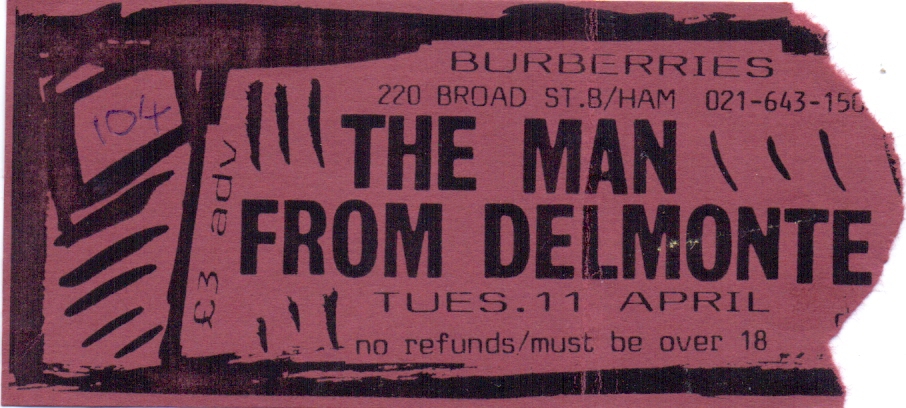 BURBERRIES
220 BROAD ST.B/HAM 021-643-150
THE MAN
FROM DELMONTE
TUES.11 APRIL
no refunds/must be over 18
£3 adv
104